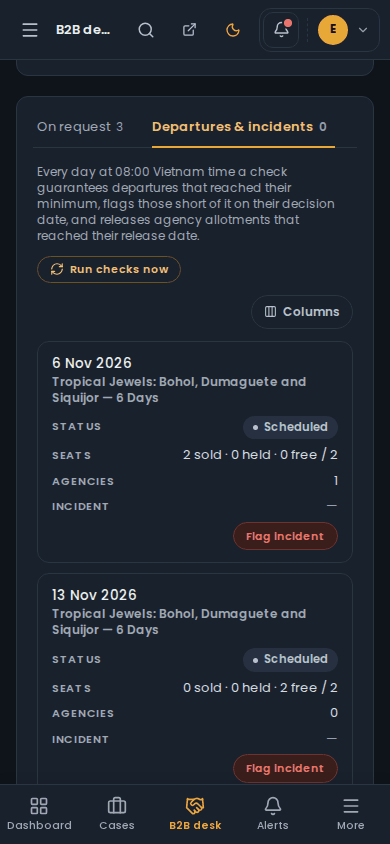 B2B de...
E
On request 3 Departures & incidents 0
Every day at 08:00 Vietnam time a check
guarantees departures that reached their
minimum, flags those short of it on their decision
date, and releases agency allotments that
reached their release date.
Run checks now
Columns
6 Nov 2026
Tropical Jewels: Bohol, Dumaguete and
Siquijor — 6 Days
STATUS Scheduled
SEATS 2 sold · 0 held · 0 free / 2
AGENCIES 1
INCIDENT —
Flag Incident
13 Nov 2026
Tropical Jewels: Bohol, Dumaguete and
Siquijor — 6 Days
STATUS Scheduled
SEATS 0 sold · 0 held · 2 free / 2
AGENCIES 0
INCIDENT —
Flag Incident
Dashboard Cases B2B desk Alerts More